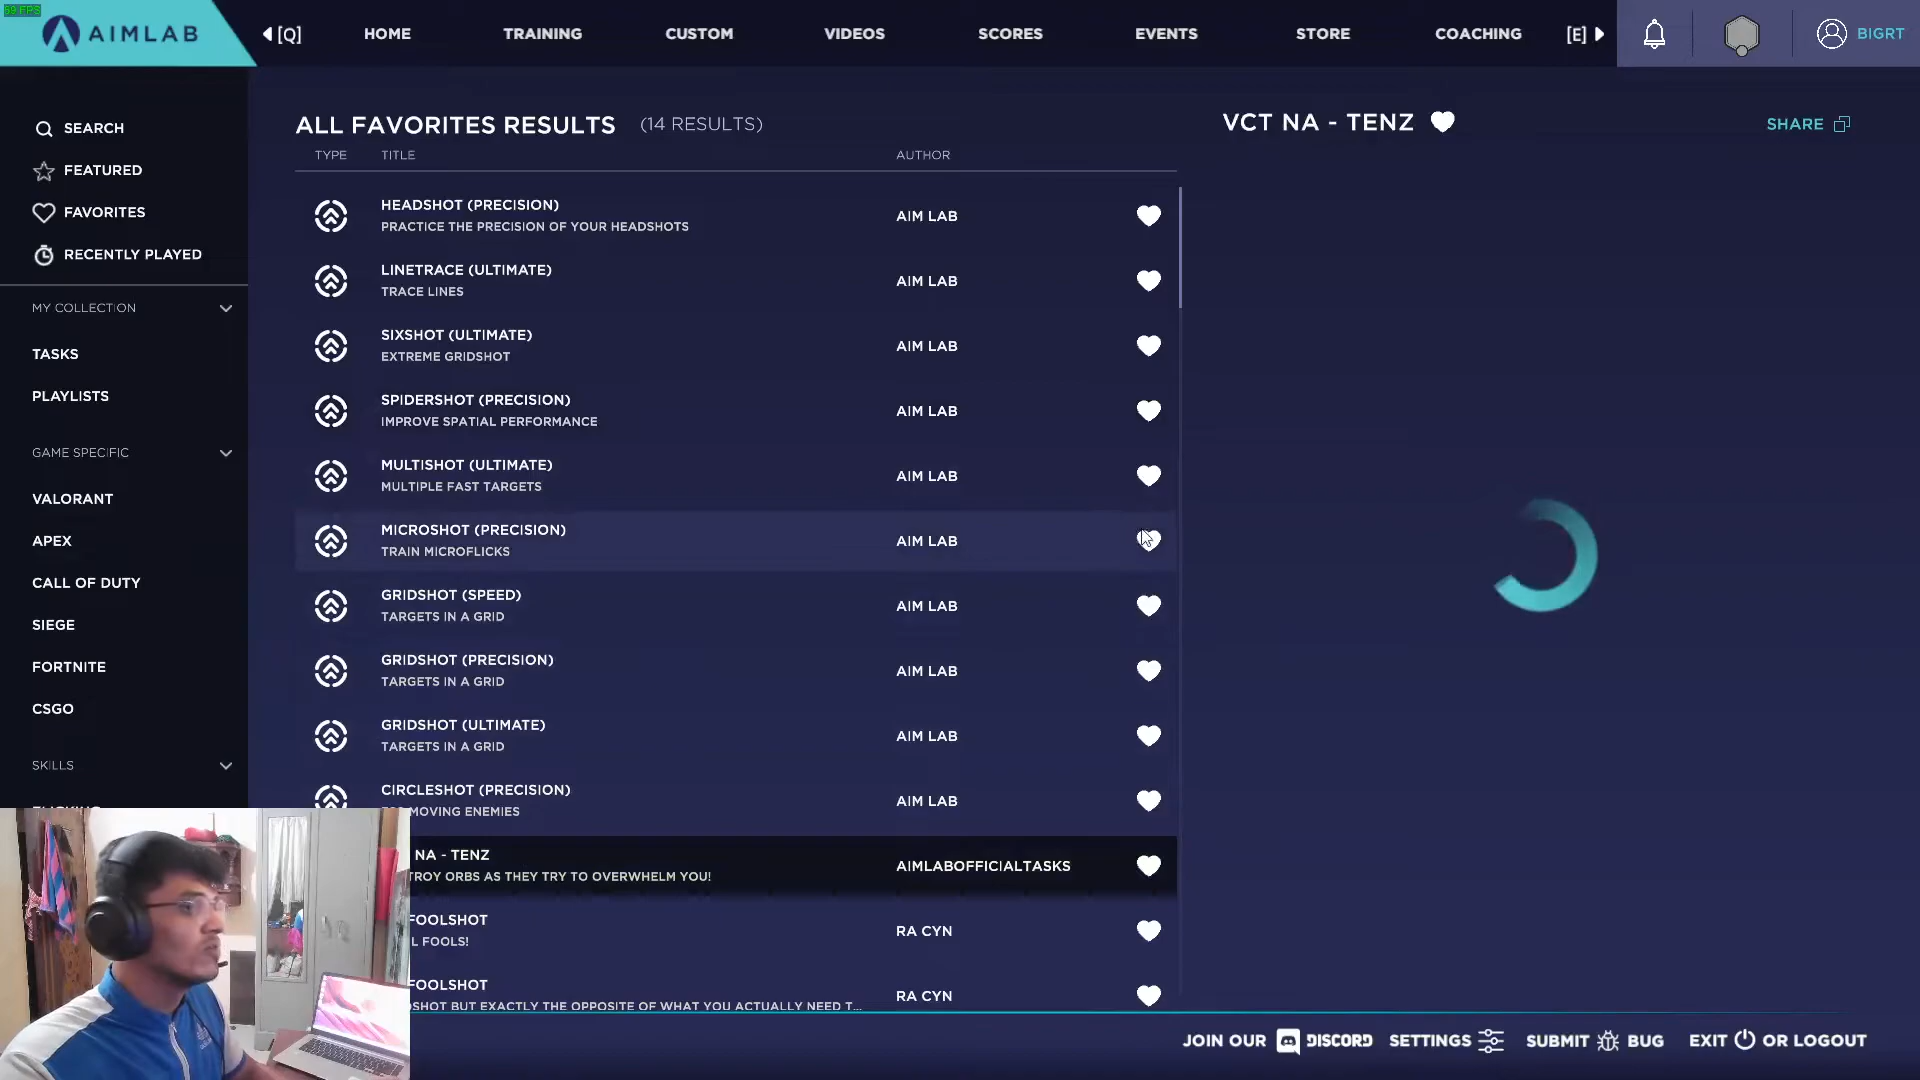 59 FPS
AIMLAB
[Q]
HOME
TRAINING
CUSTOM
VIDEOS
SCORES
EVENTS
STORE
COACHING
[E]
BIGRT
SEARCH
FEATURED
FAVORITES
RECENTLY PLAYED
MY COLLECTION
TASKS
PLAYLISTS
GAME SPECIFIC
VALORANT
APEX
CALL OF DUTY
SIEGE
FORTNITE
CSGO
SKILLS
ALL FAVORITES RESULTS (14 RESULTS)
TYPE TITLE AUTHOR
HEADSHOT (PRECISION)
PRACTICE THE PRECISION OF YOUR HEADSHOTS
AIM LAB
LINETRACE (ULTIMATE)
TRACE LINES
AIM LAB
SIXSHOT (ULTIMATE)
EXTREME GRIDSHOT
AIM LAB
SPIDERSHOT (PRECISION)
IMPROVE SPATIAL PERFORMANCE
AIM LAB
MULTISHOT (ULTIMATE)
MULTIPLE FAST TARGETS
AIM LAB
MICROSHOT (PRECISION)
TRAIN MICROFLICKS
AIM LAB
GRIDSHOT (SPEED)
TARGETS IN A GRID
AIM LAB
GRIDSHOT (PRECISION)
TARGETS IN A GRID
AIM LAB
GRIDSHOT (ULTIMATE)
TARGETS IN A GRID
AIM LAB
CIRCLESHOT (PRECISION)
MOVING ENEMIES
AIM LAB
NA - TENZ
TROY ORBS AS THEY TRY TO OVERWHELM YOU!
AIMLABOFFICIALTASKS
FOOLSHOT
L FOOLS!
RA CYN
FOOLSHOT
SHOT BUT EXACTLY THE OPPOSITE OF WHAT YOU ACTUALLY NEED T...
RA CYN
VCT NA - TENZ
SHARE
JOIN OUR DISCORD
SETTINGS
SUBMIT BUG
EXIT OR LOGOUT